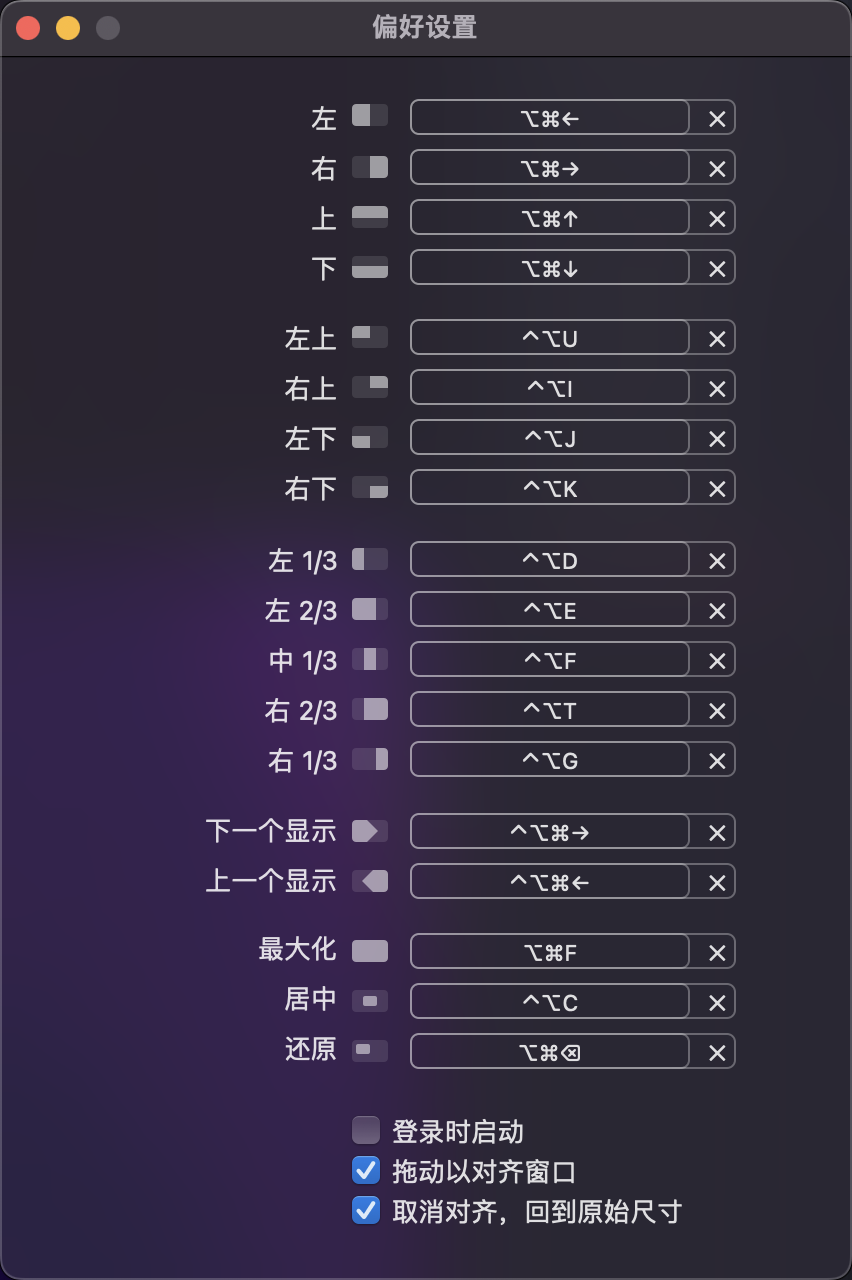 偏好设置
左 ⌥⌘←
右 ⌥⌘→
上 ⌥⌘↑
下 ⌥⌘↓
左上 ^⌥U
右上 ^⌥I
左下 ^⌥J
右下 ^⌥K
左 1/3 ^⌥D
左 2/3 ^⌥E
中 1/3 ^⌥F
右 2/3 ^⌥T
右 1/3 ^⌥G
下一个显示 ^⌥⌘→
上一个显示 ^⌥⌘←
最大化 ⌥⌘F
居中 ^⌥C
还原 ⌥⌘⌫
登录时启动
拖动以对齐窗口
取消对齐，回到原始尺寸